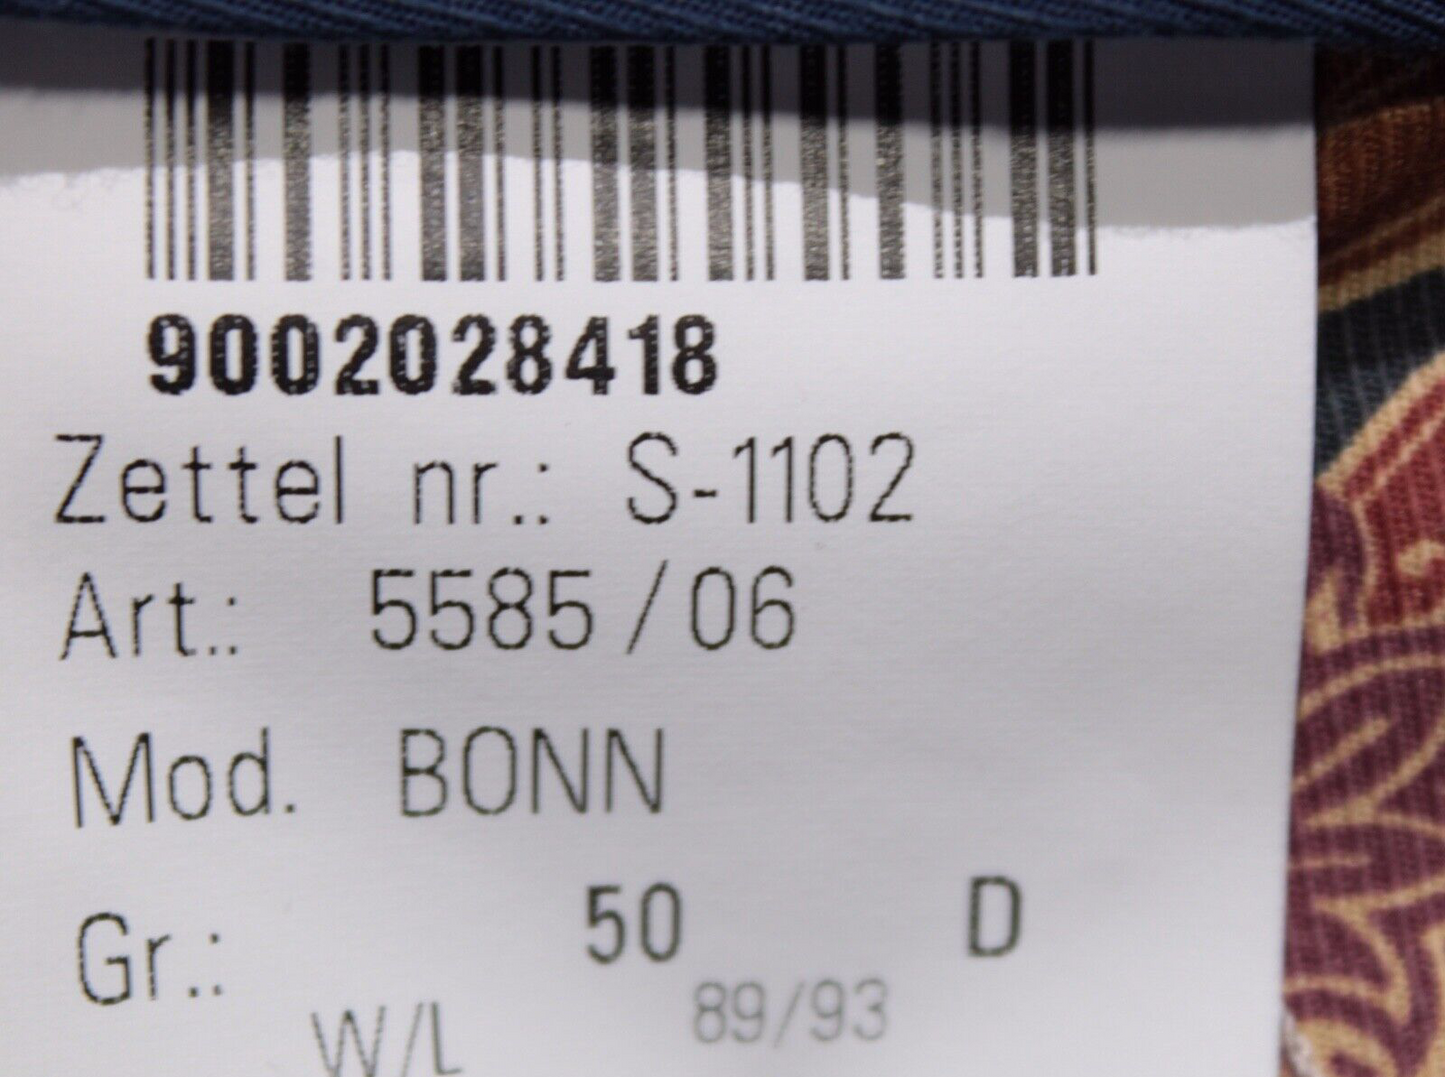 9002028418
Zettel nr.: S-1102
Art.: 5585/06
Mod. BONN
Gr.: 50 D
W/L 89/93